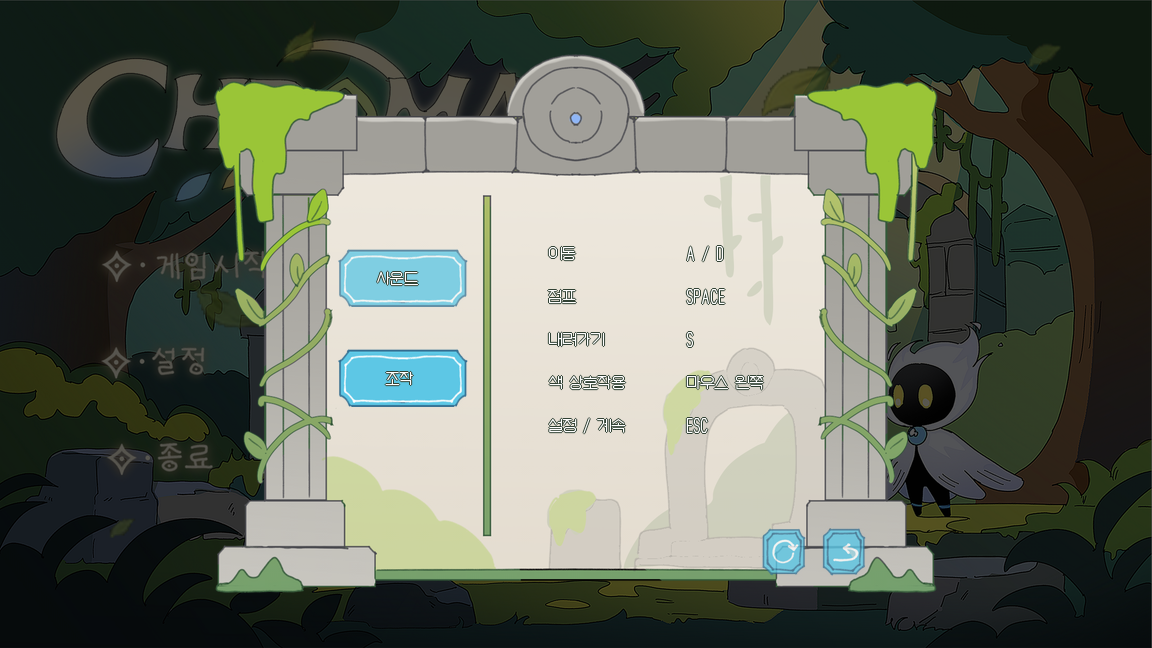 CHROMA
·게임시작
·설정
·종료
사운드
조작
이동 A / D
점프 SPACE
내려가기 S
색 상호작용 마우스 왼쪽
설정 / 계속 ESC